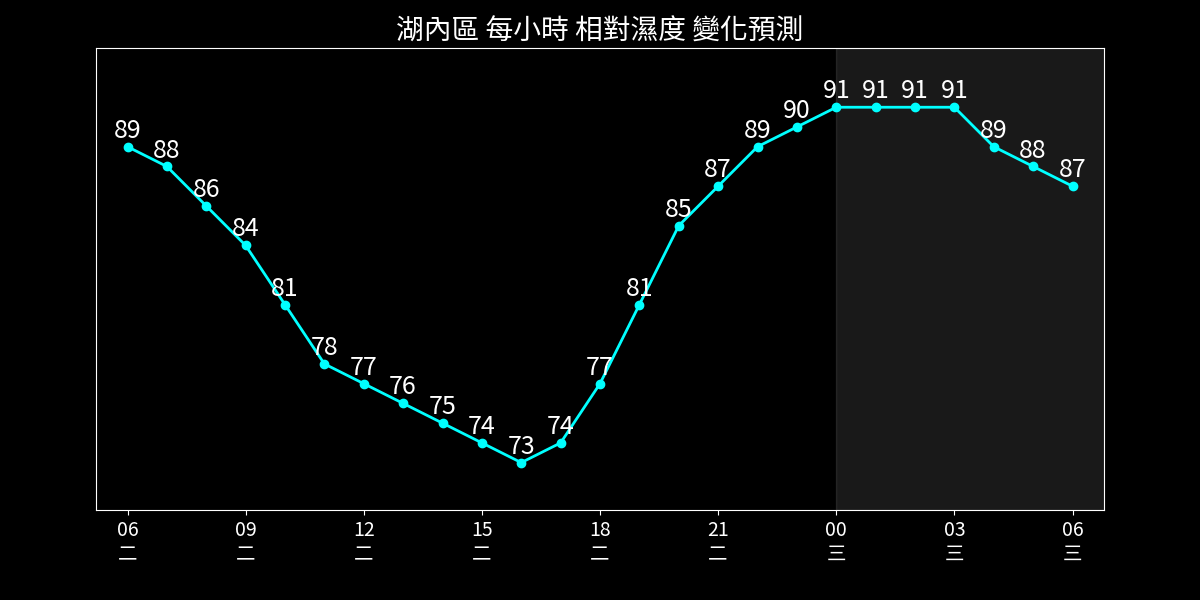 湖內區 每小時 相對濕度 變化預測
89 88 86 84 81 78 77 76 75 74 73 74 77 81 85 87 89 90 91 91 91 91 89 88 87
06 09 12 15 18 21 00 03 06
二 二 二 二 二 二 三 三 三